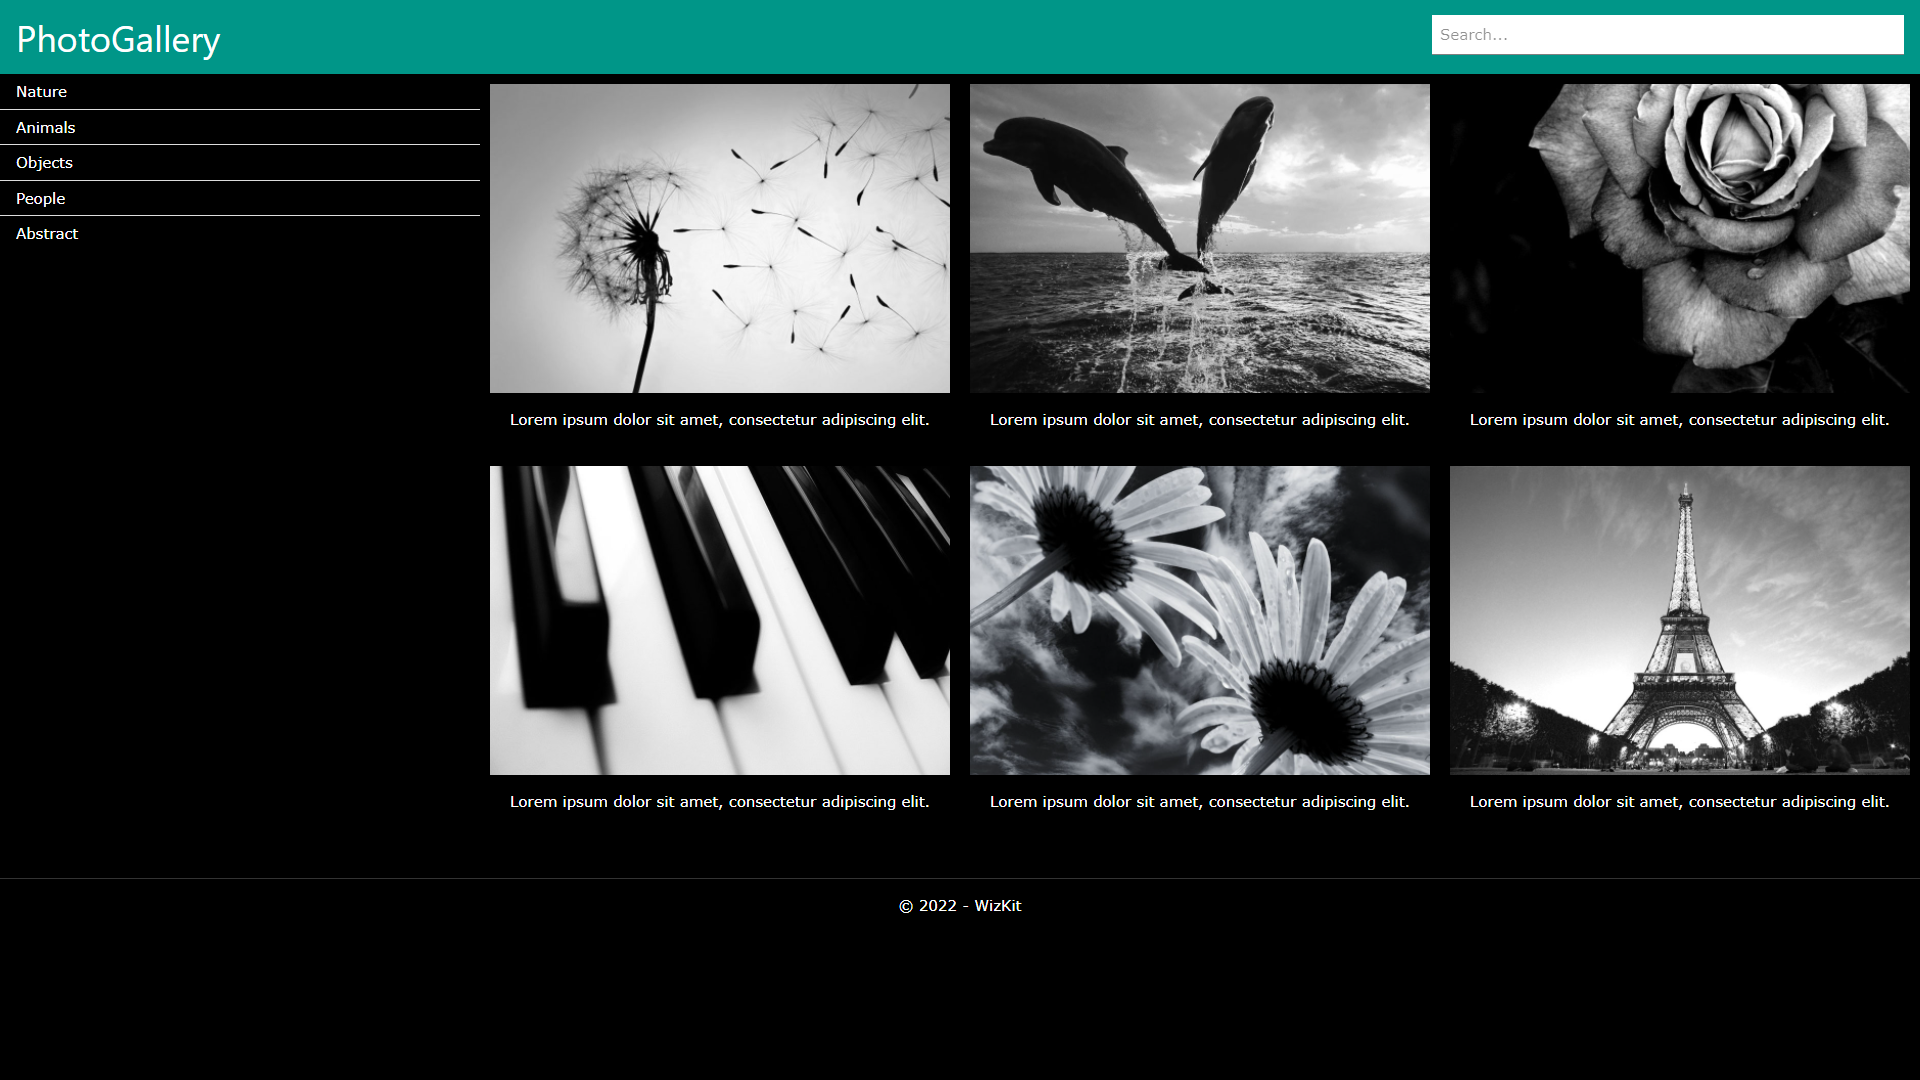 PhotoGallery
Search...
Nature
Animals
Objects
People
Abstract
Lorem ipsum dolor sit amet, consectetur adipiscing elit.
Lorem ipsum dolor sit amet, consectetur adipiscing elit.
Lorem ipsum dolor sit amet, consectetur adipiscing elit.
Lorem ipsum dolor sit amet, consectetur adipiscing elit.
Lorem ipsum dolor sit amet, consectetur adipiscing elit.
Lorem ipsum dolor sit amet, consectetur adipiscing elit.
© 2022 - WizKit